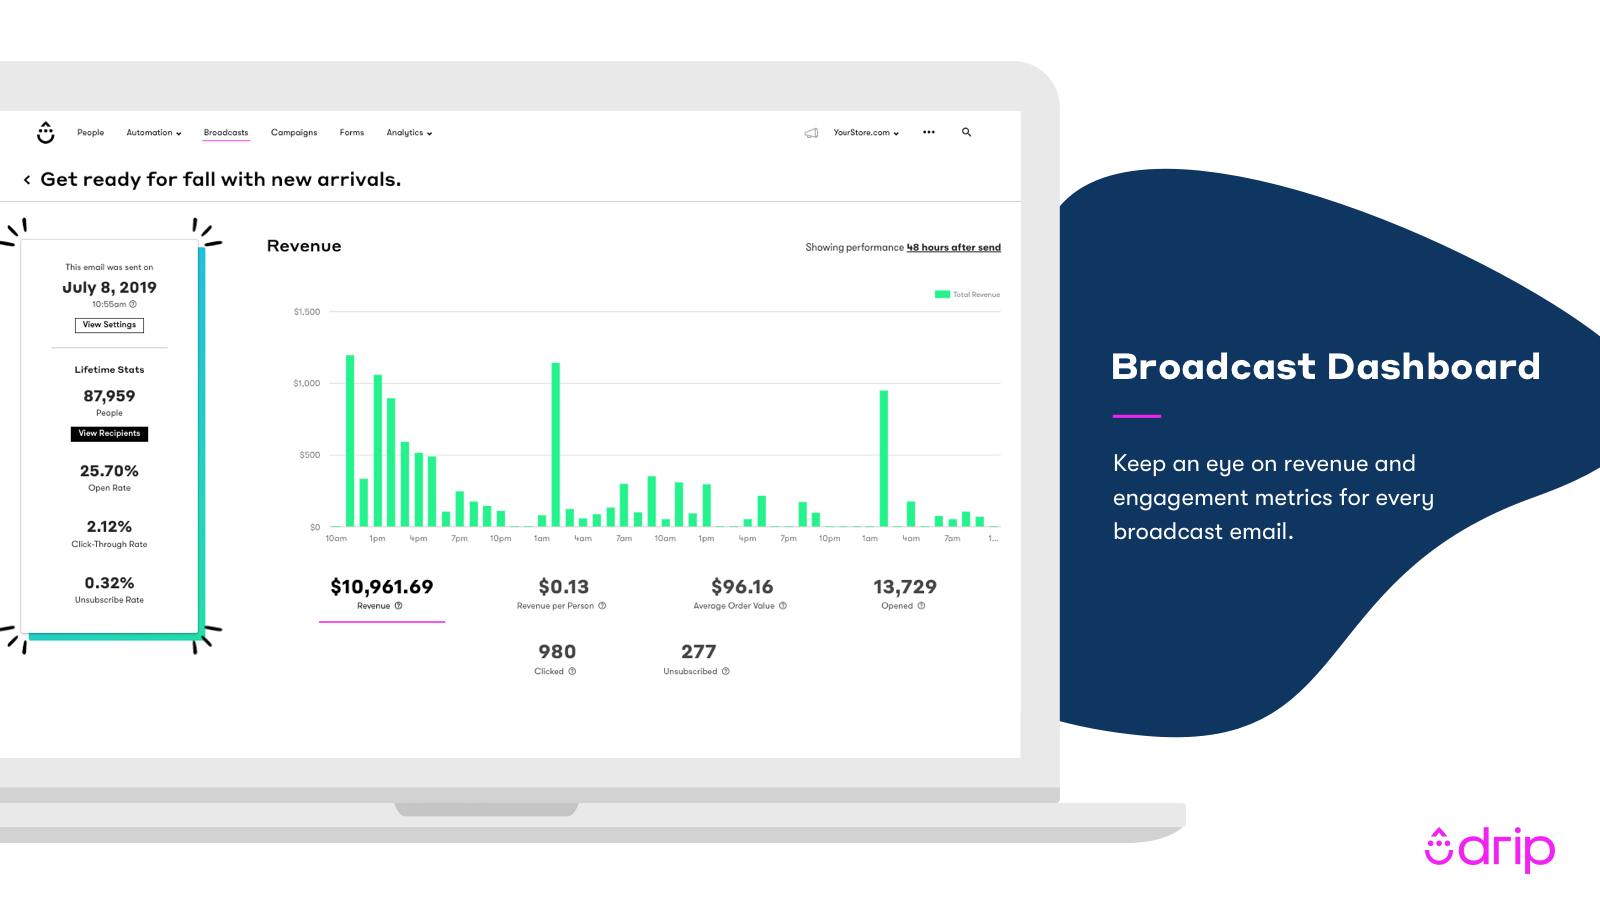 People Automation Broadcasts Campaigns Forms Analytics YourStore.com
Get ready for fall with new arrivals.
This email was sent on
July 8, 2019
10:55am
View Settings
Lifetime Stats
87,959
People
View Recipients
25.70%
Open Rate
2.12%
Click-Through Rate
0.32%
Unsubscribe Rate
Revenue
Showing performance 48 hours after send
Total Revenue
$1,500
$1,000
$500
$0
10am 1pm 4pm 7pm 10pm 1am 4am 7am 10am 1pm 4pm 7pm 10pm 1am 4am 7am 1...
$10,961.69 $0.13 $96.16 13,729
Revenue Revenue per Person Average Order Value Opened
980 277
Clicked Unsubscribed
Broadcast Dashboard
Keep an eye on revenue and
engagement metrics for every
broadcast email.
drip